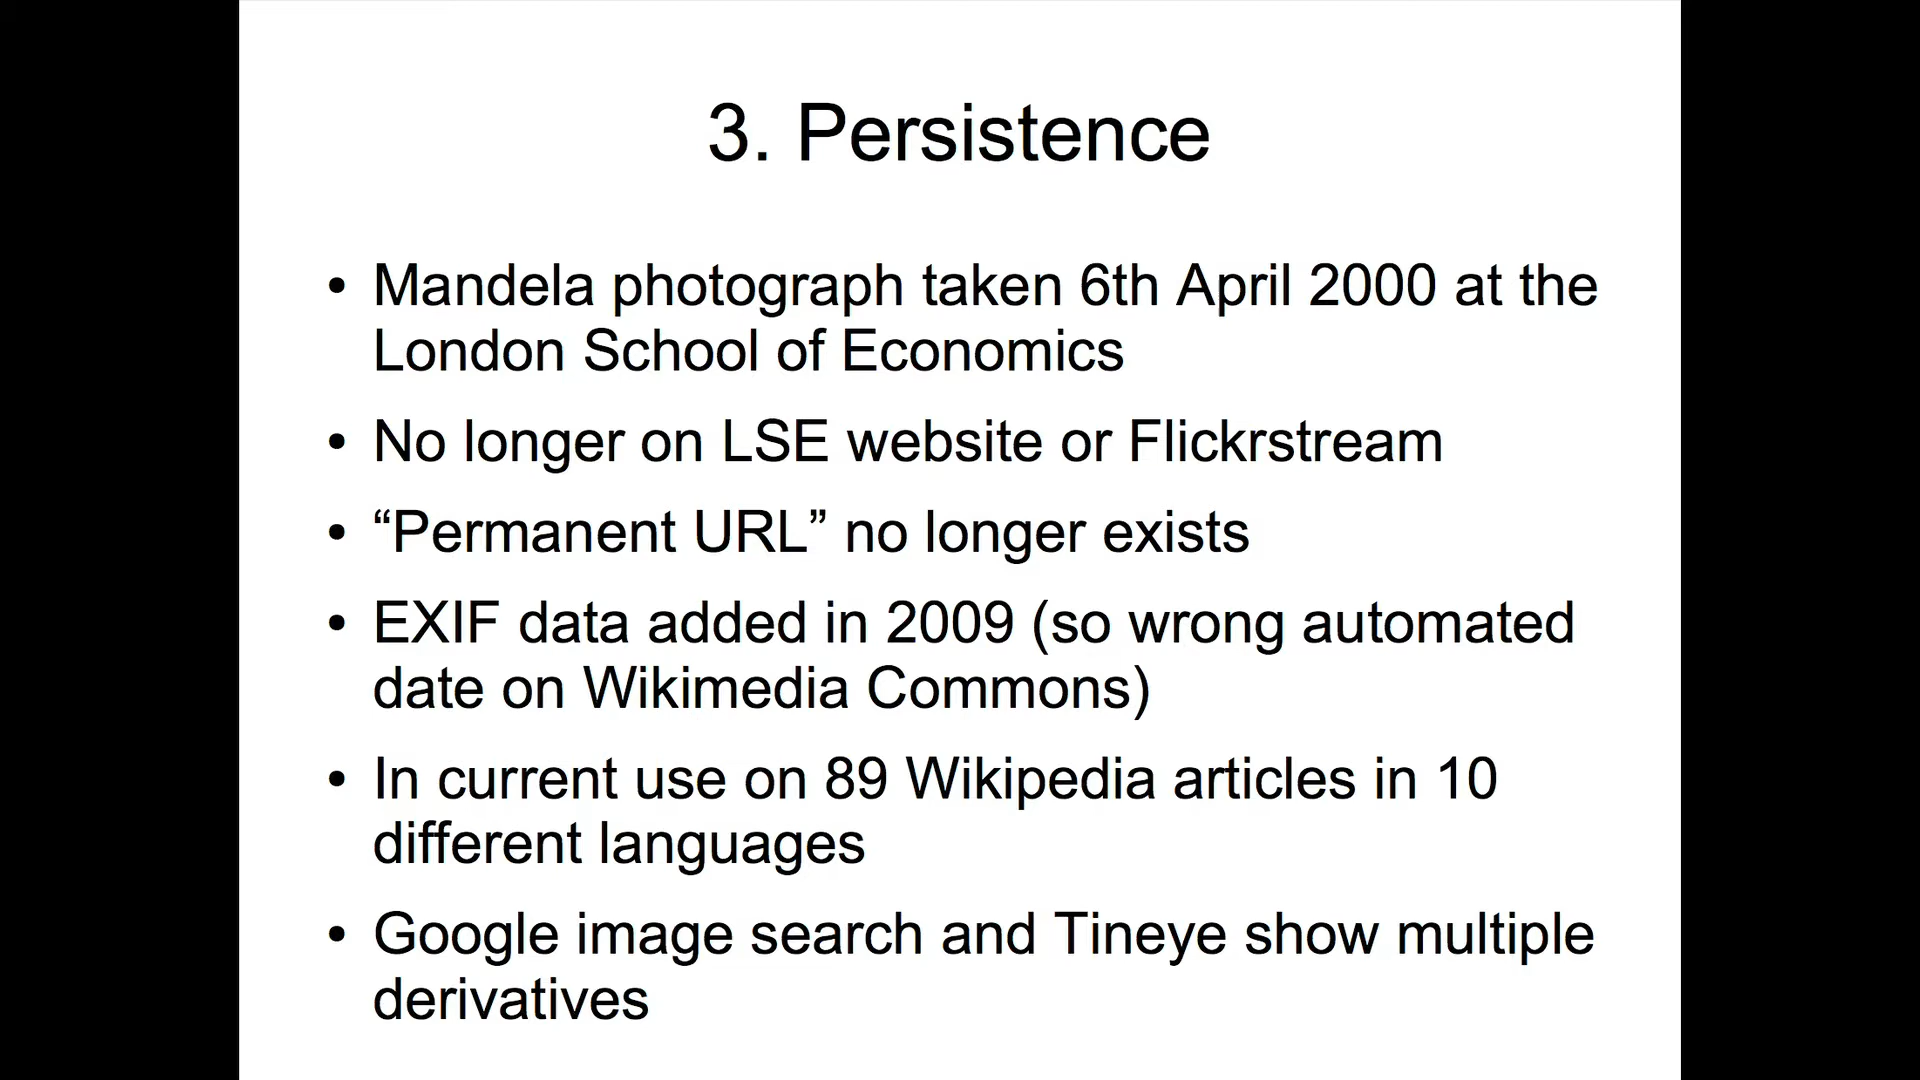 3. Persistence
• Mandela photograph taken 6th April 2000 at the
London School of Economics
• No longer on LSE website or Flickrstream
• “Permanent URL” no longer exists
• EXIF data added in 2009 (so wrong automated
date on Wikimedia Commons)
• In current use on 89 Wikipedia articles in 10
different languages
• Google image search and Tineye show multiple
derivatives